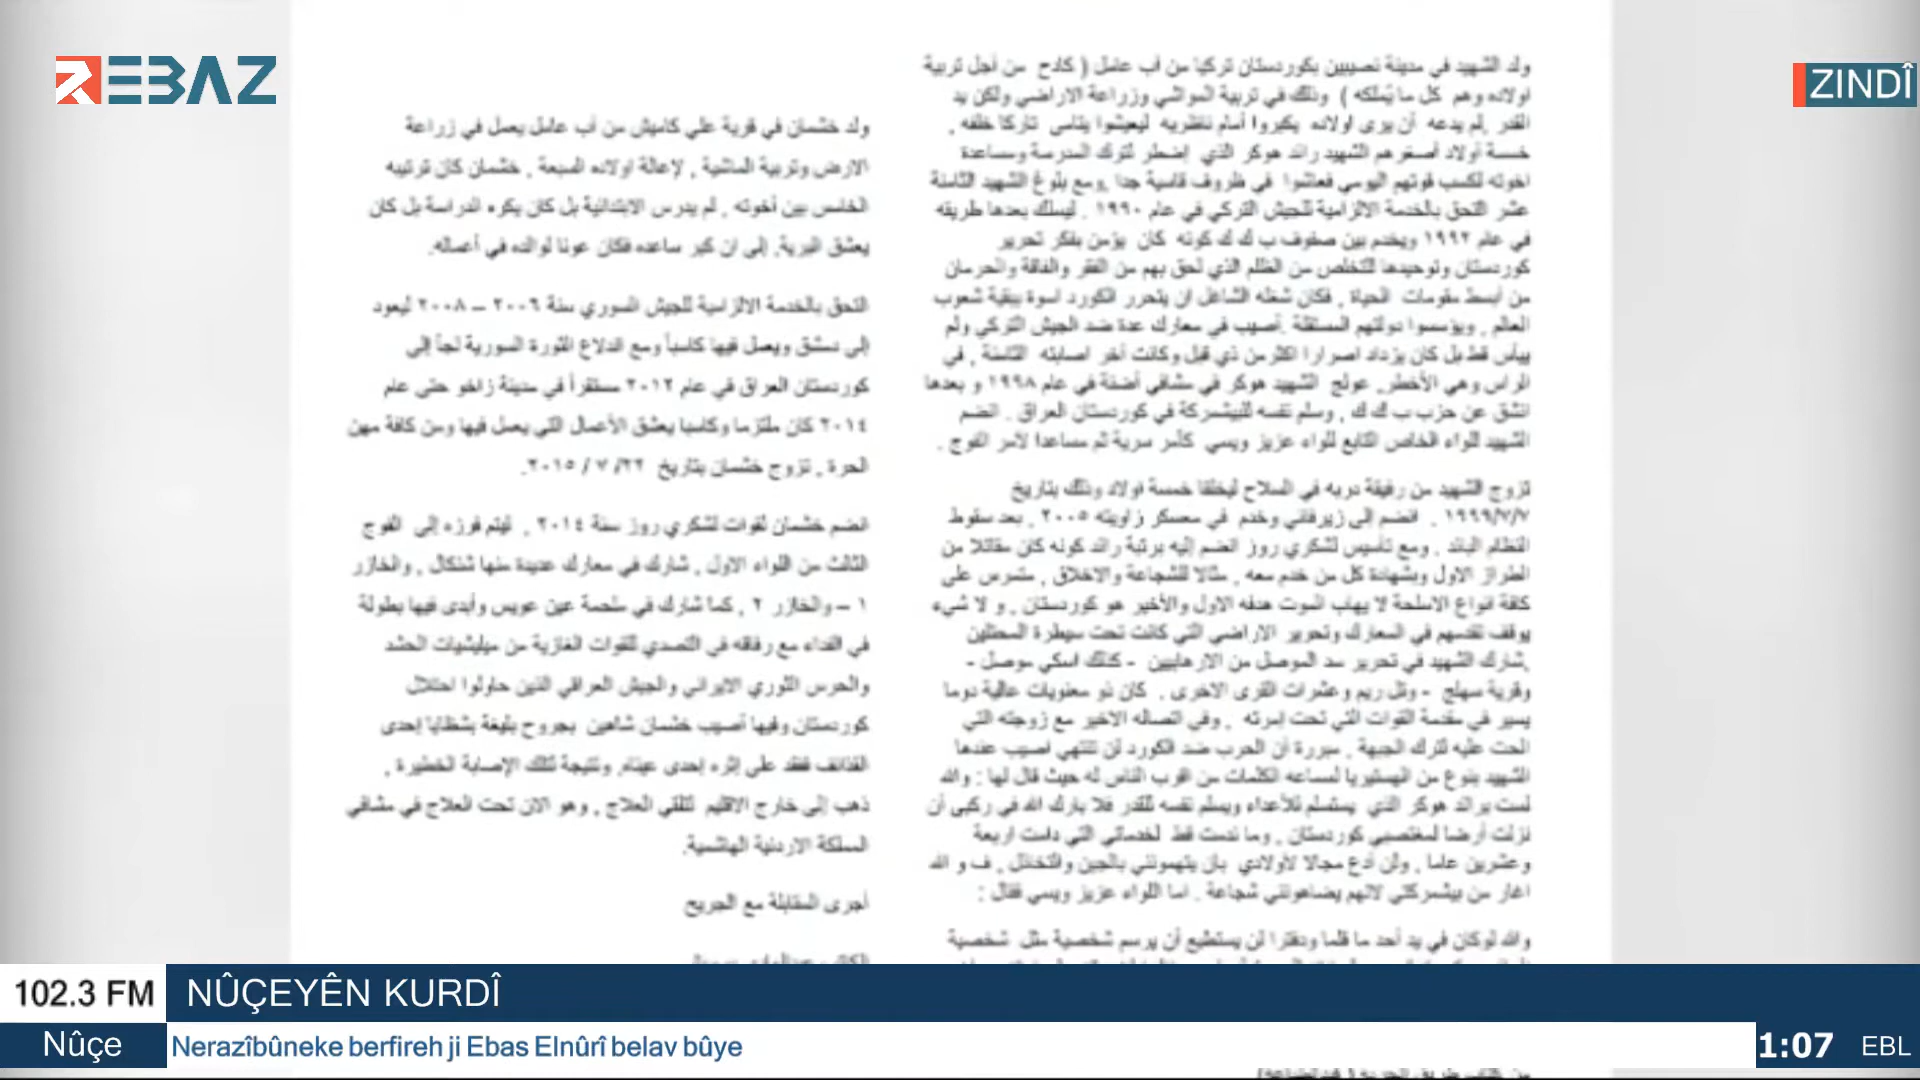 REBAZ
ZINDÎ
ولد الشهيد في مدينة نصيبين بكوردستان تركيا من أب عامل ( كادح من أجل تربية
اولاده وهم كل ما يملكه ) وذلك في تربية المواشي وزراعة الاراضي ولكن يد
القدر .لم يدعه أن يرى اولاده يكبروا أمام ناظريه ليعيشوا يتامى تاركا خلفه ,
خمسة أولاد أصغرهم الشهيد رائد هوكر الذي إضطر لترك المدرسة ومساعدة
اخوته لكسب قوتهم اليومي فعاشوا في ظروف قاسية جدا .ومع بلوغ الشهيد الثامنة
عشر التحق بالخدمة الالزامية للجيش التركي في عام ١٩٩٠ . ليسلك بعدها طريقه
في عام ١٩٩٢ ويخدم بين صفوف ب ك ك كونه كان يؤمن بفكر تحرير
كوردستان وتوحيدها للتخلص من الظلم الذي لحق بهم من الفقر والفاقة والحرمان
من أبسط مقومات الحياة , فكان شغله الشاغل ان يتحرر الكورد أسوة ببقية شعوب
العالم , ويؤسسوا دولتهم المستقلة .أصيب في معارك عدة ضد الجيش التركي ولم
ييأس قط بل كان يزداد اصرارا اكثرمن ذي قبل وكانت أخر اصابته الثامنة , في
الراس وهي الأخطر, عولج الشهيد هوكر في مشافي أضنة في عام ١٩٩٨ و بعدها
انشق عن حزب ب ك ك , وسلم نفسه للبيشمركة في كوردستان العراق . انضم
الشهيد للواء الخاص التابع للواء عزيز ويسي كأمر سرية ثم مساعدا لامر الفوج .
تزوج الشهيد من رفيقة دربه في السلاح ليخلفا خمسة اولاد وذلك بتاريخ
١٩٩٩/٧/٧ . انضم إلى زيرفاني وخدم في معسكر زاويته ٢٠٠٥ , بعد سقوط
النظام البائد , ومع تأسيس لشكري روز انضم إليه برتبة رائد كونه كان مقاتلا من
الطراز الاول وبشهادة كل من خدم معه , مثالا للشجاعة والاخلاق , متمرس على
كافة انواع الاسلحة لا يهاب الموت هدفه الاول والأخير هو كوردستان , و لا شيء
يوقف تقدمهم في المعارك وتحرير الاراضي التي كانت تحت سيطرة المحتلين
,شارك الشهيد في تحرير سد الموصل من الارهابيين - كذلك اسكي موصل -
وقرية سهلج - وتل ريم وعشرات القرى الاخرى . كان ذو معنويات عالية دوما
يسير في مقدمة القوات التي تحت إمرته , وفي اتصاله الاخير مع زوجته التي
الحت عليه لترك الجبهة , مبررة أن الحرب ضد الكورد لن تنتهي اصيب عندها
الشهيد بنوع من الهستيريا لسماعه الكلمات من اقرب الناس له حيث قال لها : والله
لست برائد هوكر الذي يستسلم للأعداء ويسلم نفسه للقدر فلا بارك الله في ركبي أن
نزلت أرضا لمغتصبي كوردستان , وما ندمت قط لخدماتي التي دامت اربعة
وعشرين عاما , ولن أدع مجالا لأولادي بان يتهمونني بالجبن والتخاذل , ف و الله
اغار من بيشمركتي لانهم يضاهونني شجاعة . اما اللواء عزيز ويسي فقال :
والله لوكان في يد أحد ما قلما ودفترا لن يستطيع أن يرسم شخصية مثل شخصية
ولد خشمان في قرية علي كاميش من أب عامل يعمل في زراعة
الارض وتربية الماشية , لإعالة اولاده السبعة , خشمان كان ترتيبه
الخامس بين أخوته , لم يدرس الابتدائية بل كان يكره الدراسة بل كان
يعشق البرية, إلى ان كبر ساعده فكان عونا لوالده في أعماله.
التحق بالخدمة الالزامية للجيش السوري سنة ٢٠٠٦ – ٢٠٠٨ ليعود
إلى دمشق ويعمل فيها كاسباً ومع اندلاع الثورة السورية لجأ إلى
كوردستان العراق في عام ٢٠١٢ مستقراً في مدينة زاخو حتى عام
٢٠١٤ كان ملتزما وكاسبا يعشق الأعمال التي يعمل فيها ومن كافة مهن
الحرة , تزوج خشمان بتاريخ ٢٢/ ٧ / ٢٠١٥.
انضم خشمان لقوات لشكري روز سنة ٢٠١٤ , ليتم فرزه إلى الفوج
الثالث من اللواء الاول , شارك في معارك عديدة منها شنكال , والخازر
١ – والخازر ٢ , كما شارك في ملحمة عين عويس وأبدى فيها بطولة
في الفداء مع رفاقه في التصدي للقوات الغازية من ميليشيات الحشد
والحرس الثوري الايراني والجيش العراقي الذين حاولوا احتلال
كوردستان وفيها أصيب خشمان شاهين بجروح بليغة بشظايا إحدى
القذائف ففقد على إثره إحدى عيناه, ونتيجة لتلك الإصابة الخطيرة ,
ذهب إلى خارج الاقليم لتلقي العلاج , وهو الان تحت العلاج في مشافي
المملكة الاردنية الهاشمية.
أجرى المقابلة مع الجريح
102.3 FM
NÛÇEYÊN KURDÎ
Nûçe
Nerazîbûneke berfireh ji Ebas Elnûrî belav bûye
1:07
EBL